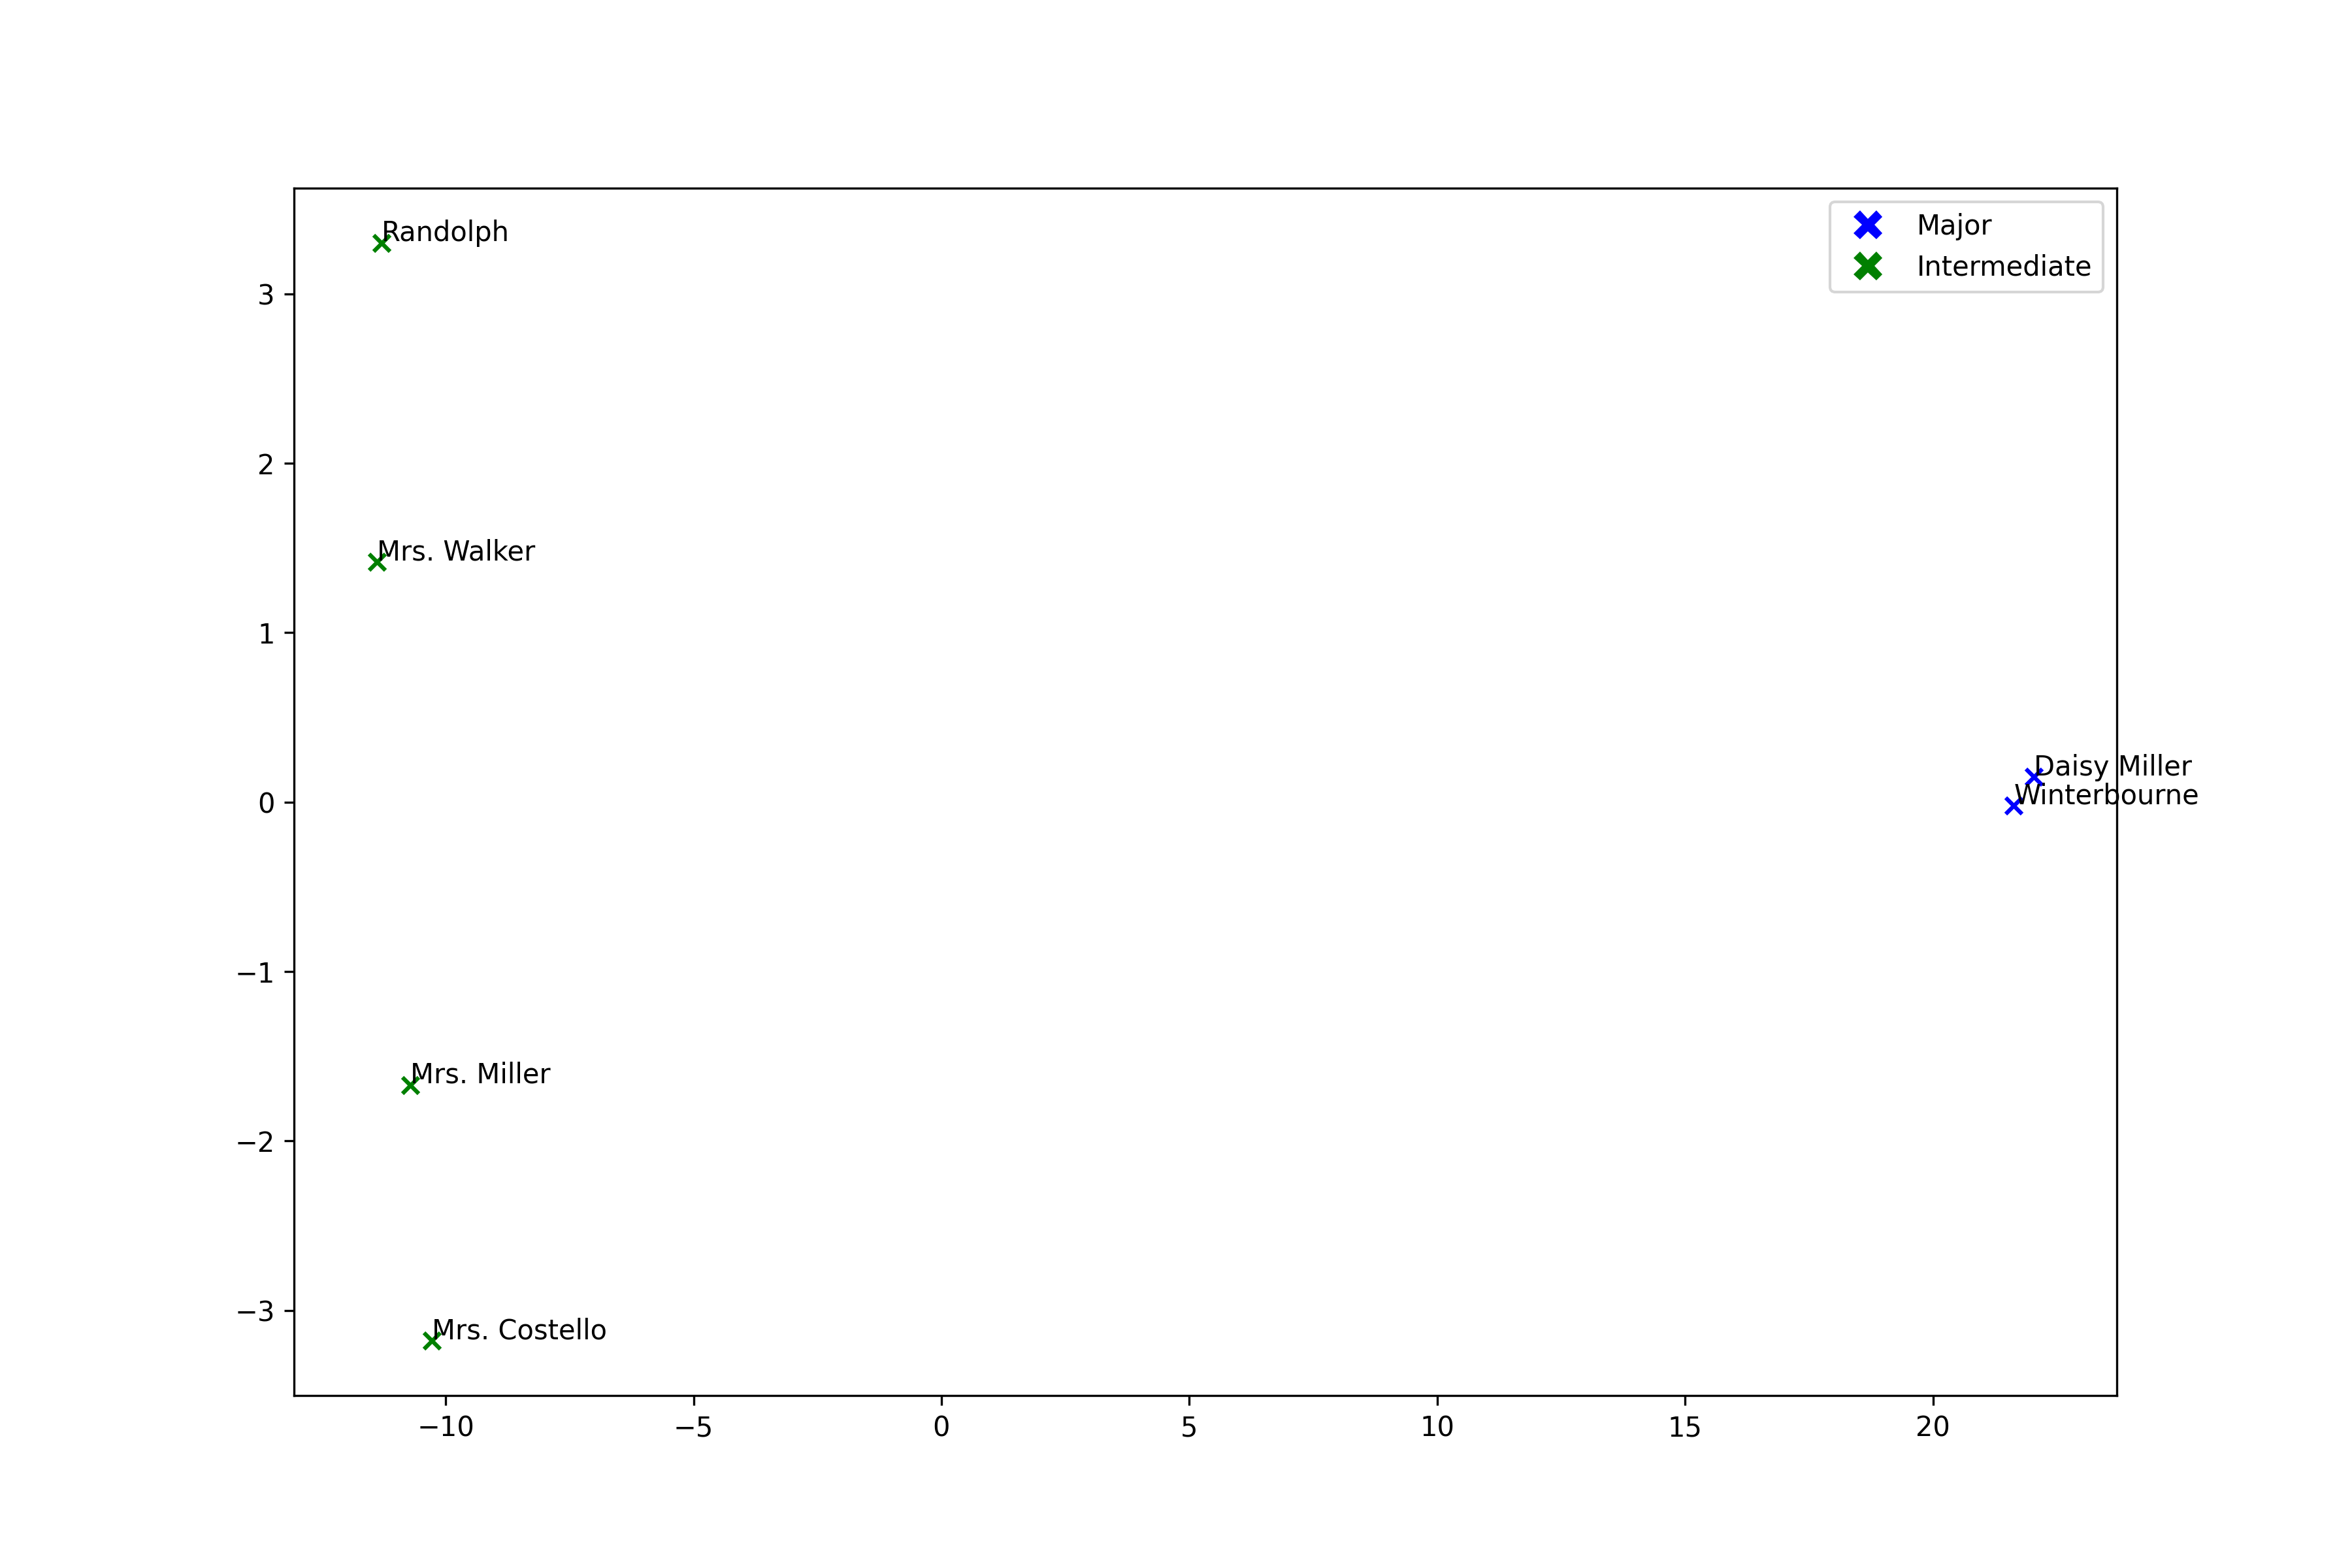 Randolph
Major
Intermediate
3
2
Mrs. Walker
1
Daisy Miller
0
Winterbourne
−1
Mrs. Miller
−2
−3
Mrs. Costello
−10 −5 0 5 10 15 20